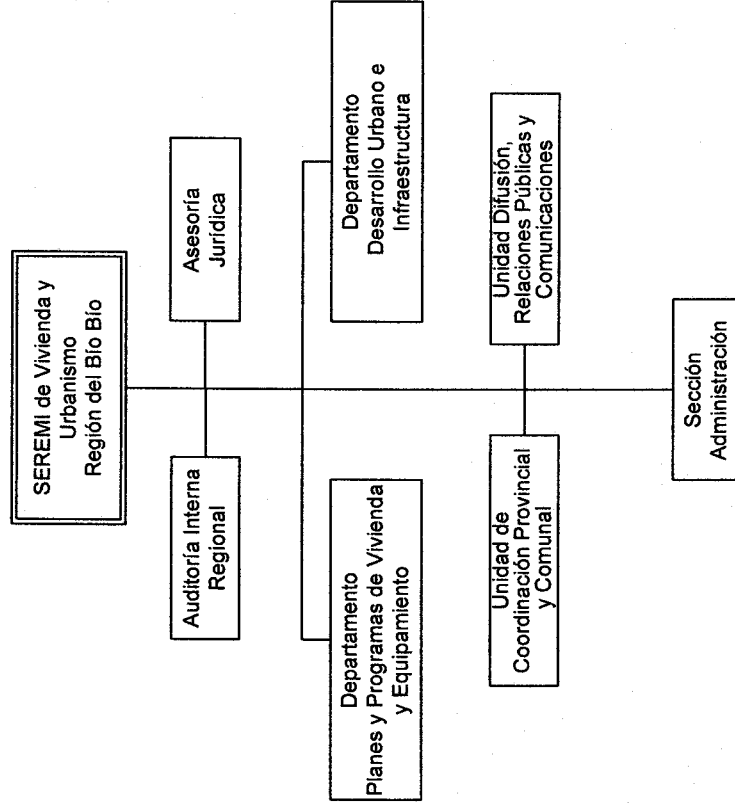 SEREMI de Vivienda y
Urbanismo
Región del Bío Bío
Auditoría Interna
Regional
Asesoría
Jurídica
Departamento
Planes y Programas de Vivienda
y Equipamiento
Departamento
Desarrollo Urbano e
Infraestructura
Unidad de
Coordinación Provincial
y Comunal
Unidad Difusión,
Relaciones Públicas y
Comunicaciones
Sección
Administración